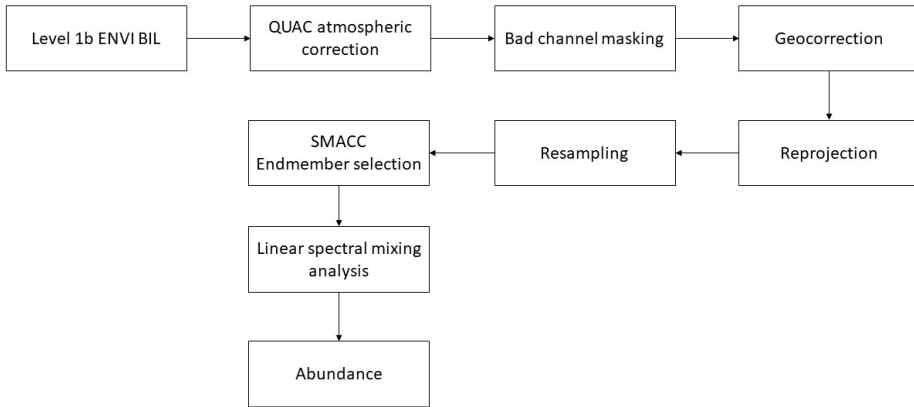 Level 1b ENVI BIL
QUAC atmospheric
correction
Bad channel masking
Geocorrection
Reprojection
Resampling
SMACC
Endmember selection
Linear spectral mixing
analysis
Abundance